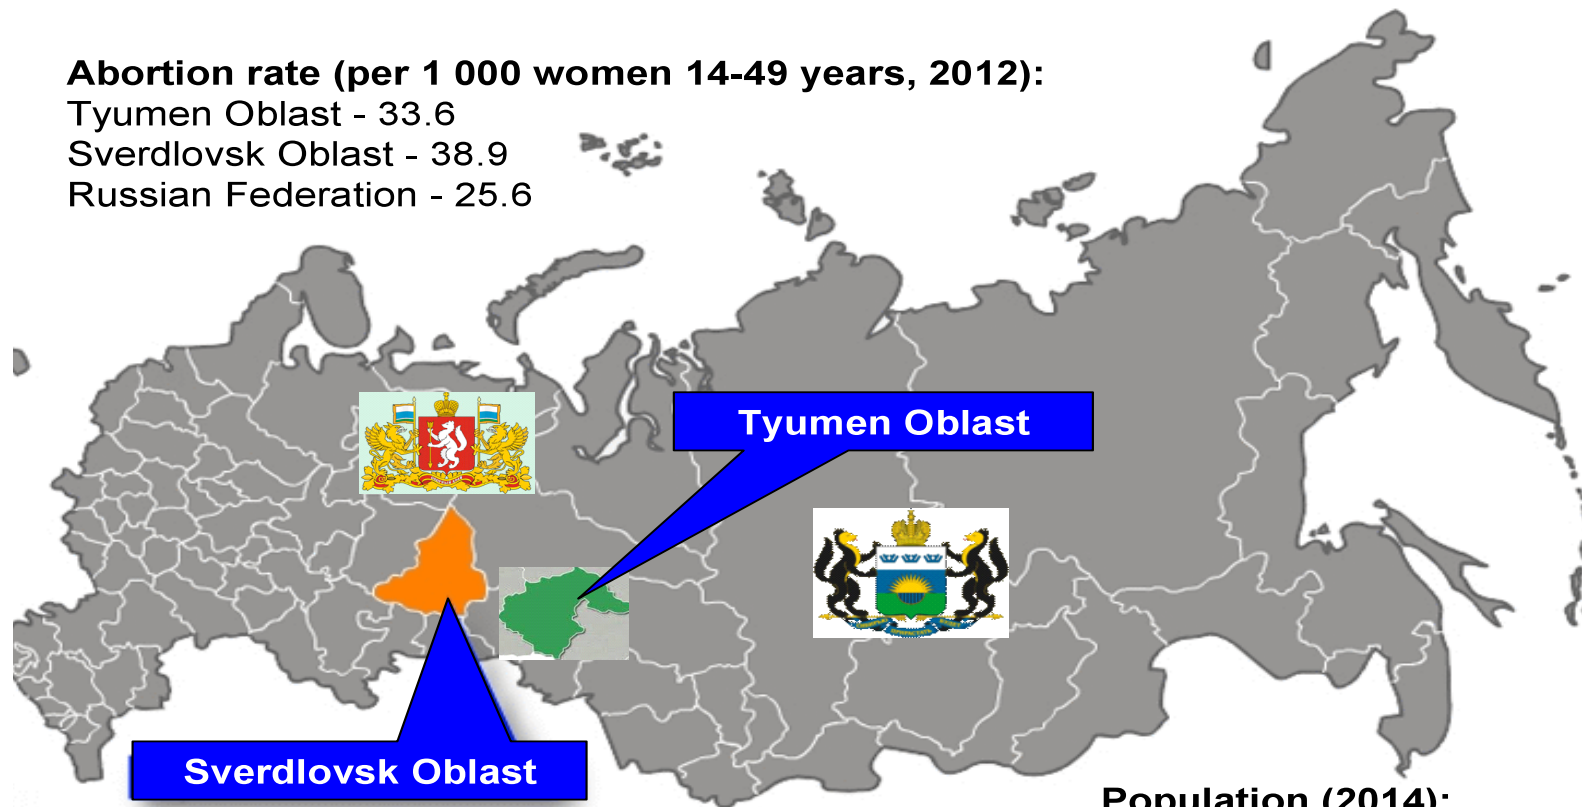 Abortion rate (per 1 000 women 14-49 years, 2012):
Tyumen Oblast - 33.6
Sverdlovsk Oblast - 38.9
Russian Federation - 25.6
Tyumen Oblast
Sverdlovsk Oblast
Population (2014):